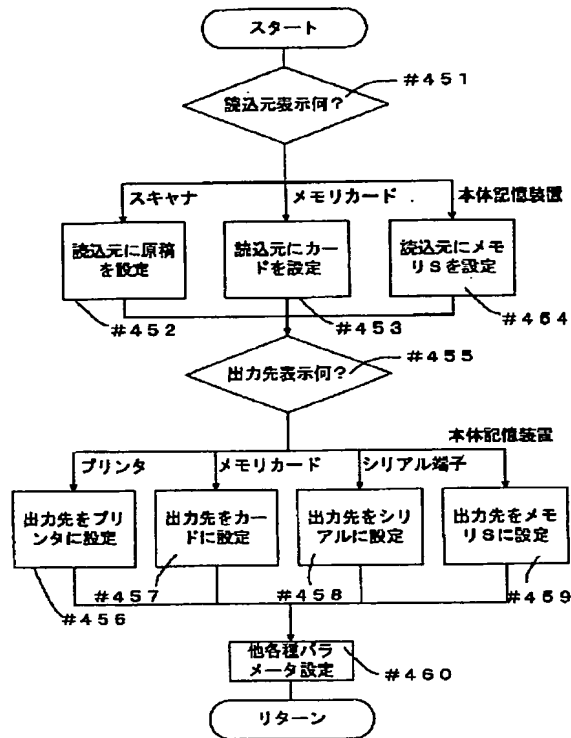 スタート
#451
読込元表示何?
スキャナ
メモリカード
本体記憶装置
読込元に原稿
を設定
読込元にカー
ドを設定
読込元にメモ
リSを設定
#452
#453
#454
#455
出力先表示何?
本体記憶装置
プリンタ
メモリカード
シリアル端子
出力先をプリ
ンタに設定
出力先をカー
ドに設定
出力先をシリ
アルに設定
出力先をメモ
リSに設定
#456
#457
#458
#459
他各種パラ
メータ設定
#460
リターン